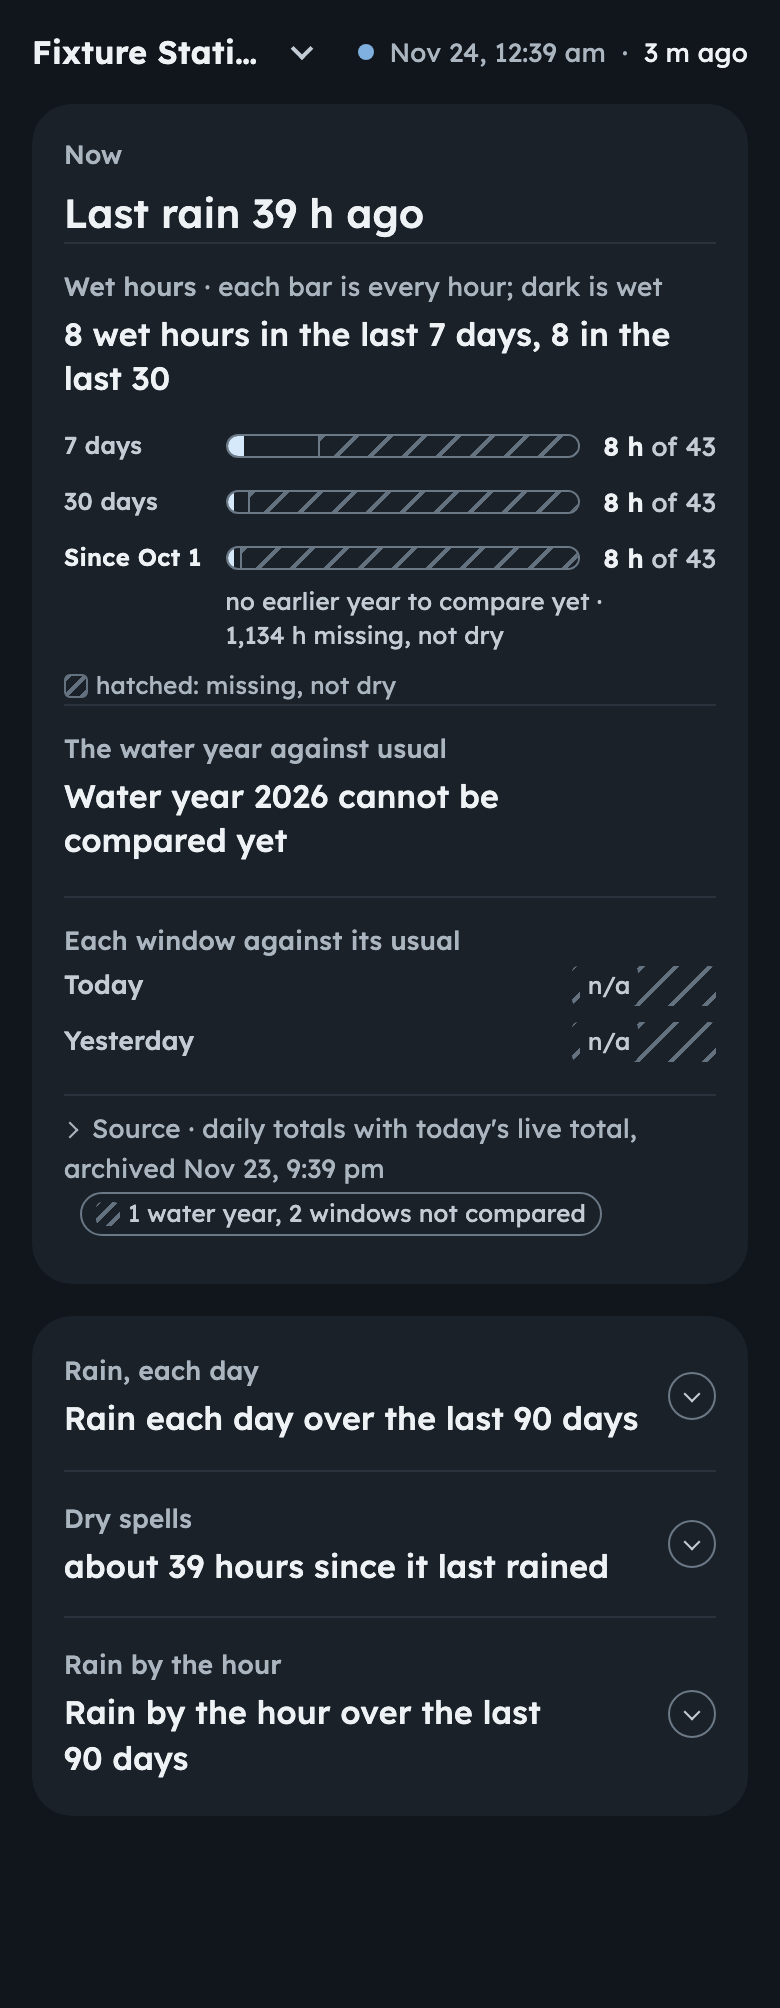 Fixture Stati...
Nov 24, 12:39 am · 3 m ago
Now
Last rain 39 h ago
Wet hours · each bar is every hour; dark is wet
8 wet hours in the last 7 days, 8 in the
last 30
7 days 8 h of 43
30 days 8 h of 43
Since Oct 1 8 h of 43
no earlier year to compare yet ·
1,134 h missing, not dry
hatched: missing, not dry
The water year against usual
Water year 2026 cannot be
compared yet
Each window against its usual
Today n/a
Yesterday n/a
Source · daily totals with today's live total,
archived Nov 23, 9:39 pm
1 water year, 2 windows not compared
Rain, each day
Rain each day over the last 90 days
Dry spells
about 39 hours since it last rained
Rain by the hour
Rain by the hour over the last
90 days